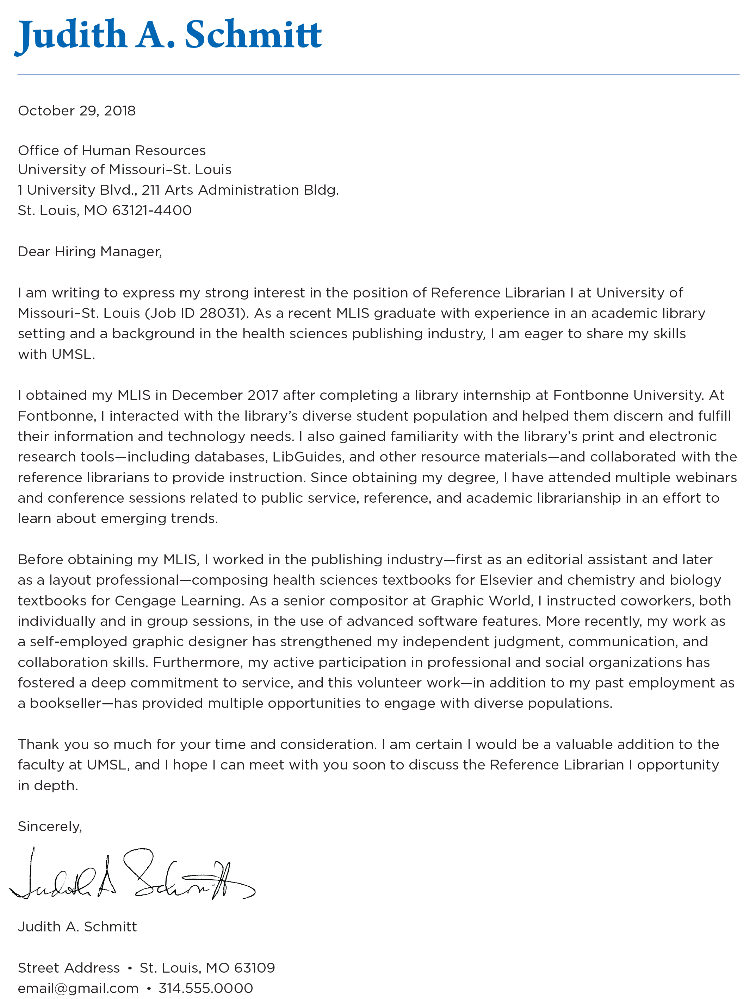 Judith A. Schmitt
October 29, 2018
Office of Human Resources
University of Missouri–St. Louis
1 University Blvd., 211 Arts Administration Bldg.
St. Louis, MO 63121-4400
Dear Hiring Manager,
I am writing to express my strong interest in the position of Reference Librarian I at University of
Missouri–St. Louis (Job ID 28031). As a recent MLIS graduate with experience in an academic library
setting and a background in the health sciences publishing industry, I am eager to share my skills
with UMSL.
I obtained my MLIS in December 2017 after completing a library internship at Fontbonne University. At
Fontbonne, I interacted with the library’s diverse student population and helped them discern and fulfill
their information and technology needs. I also gained familiarity with the library’s print and electronic
research tools—including databases, LibGuides, and other resource materials—and collaborated with the
reference librarians to provide instruction. Since obtaining my degree, I have attended multiple webinars
and conference sessions related to public service, reference, and academic librarianship in an effort to
learn about emerging trends.
Before obtaining my MLIS, I worked in the publishing industry—first as an editorial assistant and later
as a layout professional—composing health sciences textbooks for Elsevier and chemistry and biology
textbooks for Cengage Learning. As a senior compositor at Graphic World, I instructed coworkers, both
individually and in group sessions, in the use of advanced software features. More recently, my work as
a self-employed graphic designer has strengthened my independent judgment, communication, and
collaboration skills. Furthermore, my active participation in professional and social organizations has
fostered a deep commitment to service, and this volunteer work—in addition to my past employment as
a bookseller—has provided multiple opportunities to engage with diverse populations.
Thank you so much for your time and consideration. I am certain I would be a valuable addition to the
faculty at UMSL, and I hope I can meet with you soon to discuss the Reference Librarian I opportunity
in depth.
Sincerely,
Judith A. Schmitt
Judith A. Schmitt
Street Address • St. Louis, MO 63109
email@gmail.com • 314.555.0000